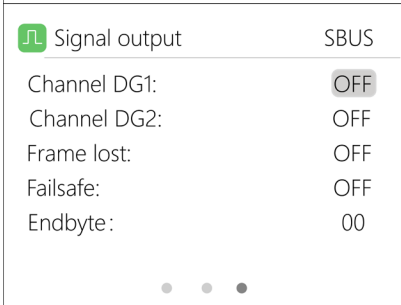 Signal output SBUS
Channel DG1: OFF
Channel DG2: OFF
Frame lost: OFF
Failsafe: OFF
Endbyte: 00